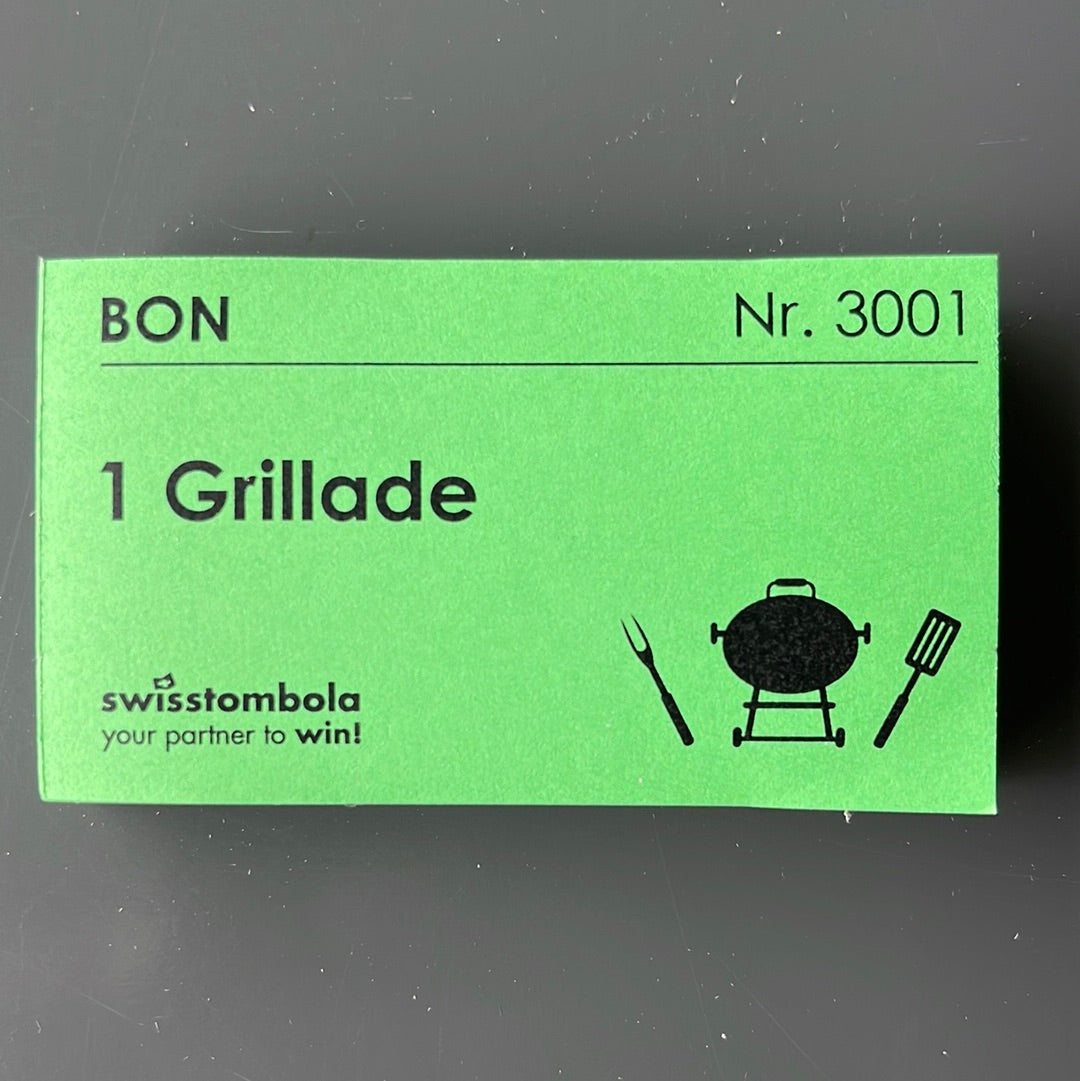 BON
Nr. 3001
1 Grillade
swisstombola
your partner to win!